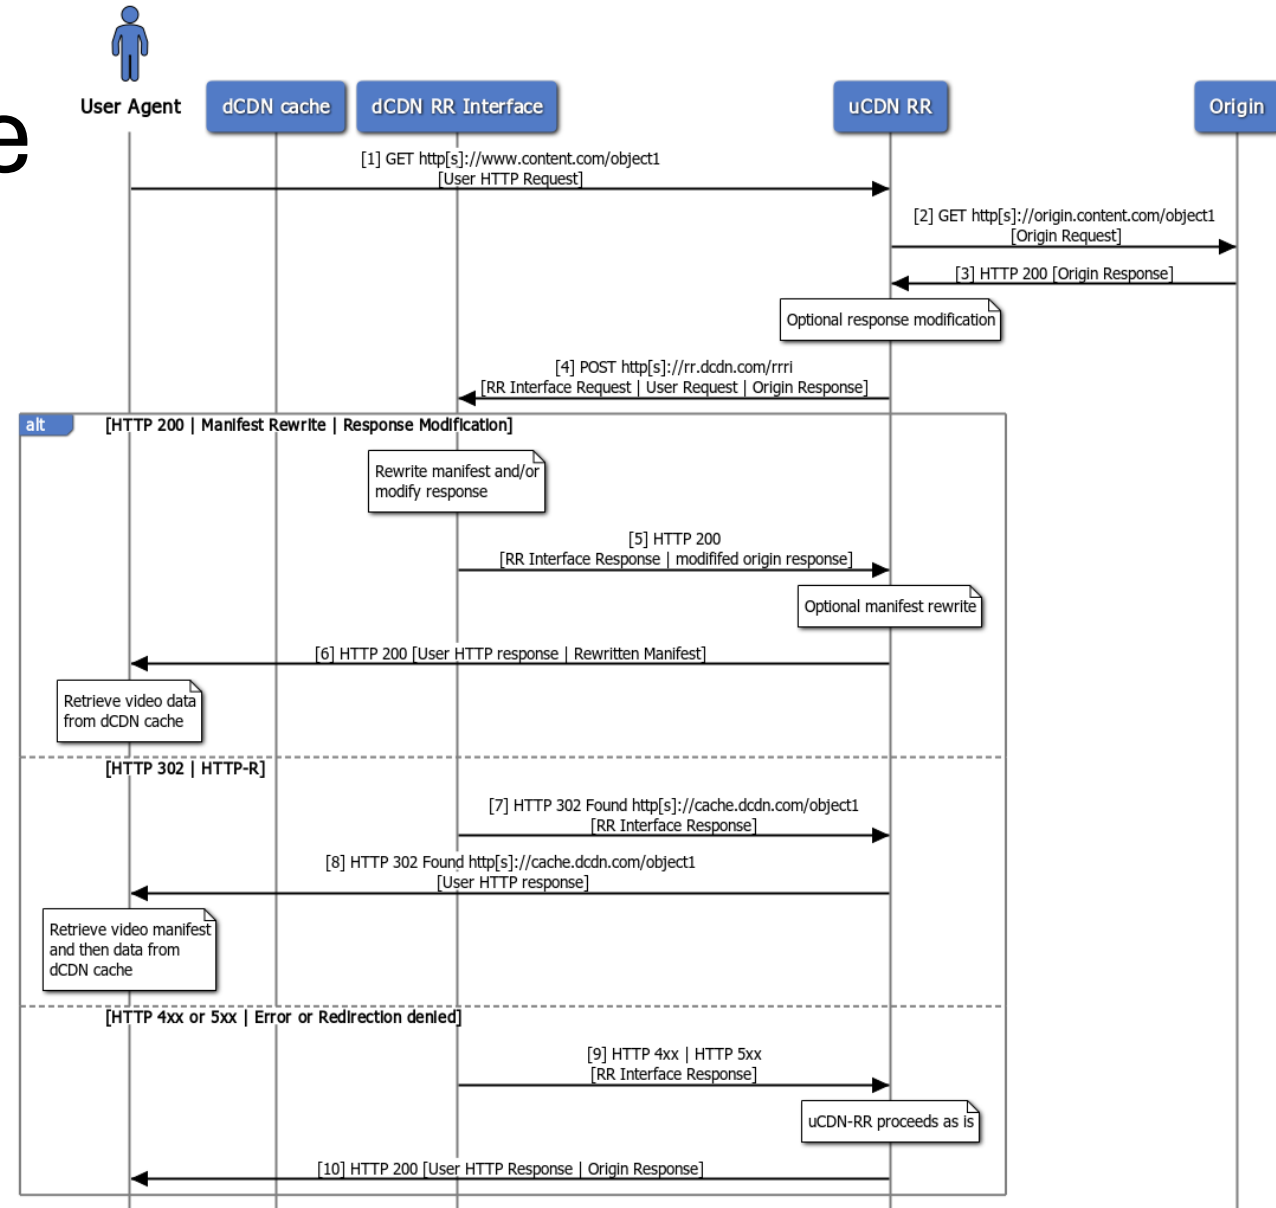 e
User Agent
dCDN cache
dCDN RR Interface
uCDN RR
Origin
[1] GET http[s]://www.content.com/object1
[User HTTP Request]
[2] GET http[s]://origin.content.com/object1
[Origin Request]
[3] HTTP 200 [Origin Response]
Optional response modification
[4] POST http[s]://rr.dcdn.com/rrri
[RR Interface Request | User Request | Origin Response]
alt
[HTTP 200 | Manifest Rewrite | Response Modification]
Rewrite manifest and/or
modify response
[5] HTTP 200
[RR Interface Response | modififed origin response]
Optional manifest rewrite
[6] HTTP 200 [User HTTP response | Rewritten Manifest]
Retrieve video data
from dCDN cache
[HTTP 302 | HTTP-R]
[7] HTTP 302 Found http[s]://cache.dcdn.com/object1
[RR Interface Response]
[8] HTTP 302 Found http[s]://cache.dcdn.com/object1
[User HTTP response]
Retrieve video manifest
and then data from
dCDN cache
[HTTP 4xx or 5xx | Error or Redirection denied]
[9] HTTP 4xx | HTTP 5xx
[RR Interface Response]
uCDN-RR proceeds as is
[10] HTTP 200 [User HTTP Response | Origin Response]